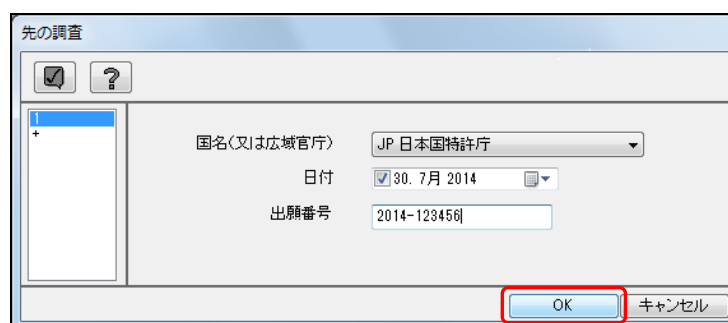 先の調査
?
1
+
国名(又は広域官庁) JP 日本国特許庁
日付 30. 7月 2014
出願番号 2014-123456
OK キャンセル